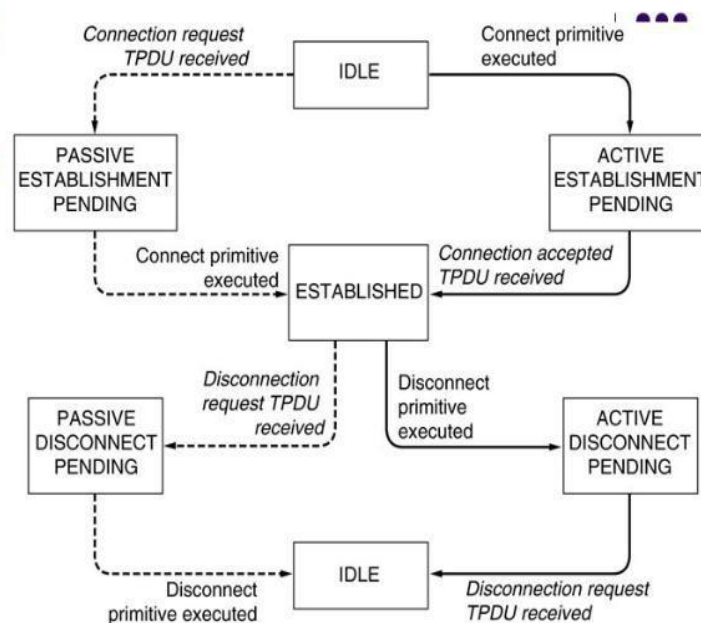 Connection request
TPDU received
IDLE
Connect primitive
executed
PASSIVE
ESTABLISHMENT
PENDING
ACTIVE
ESTABLISHMENT
PENDING
Connect primitive
executed
ESTABLISHED
Connection accepted
TPDU received
Disconnection
request TPDU
received
Disconnect
primitive
executed
PASSIVE
DISCONNECT
PENDING
ACTIVE
DISCONNECT
PENDING
IDLE
Disconnect
primitive executed
Disconnection request
TPDU received